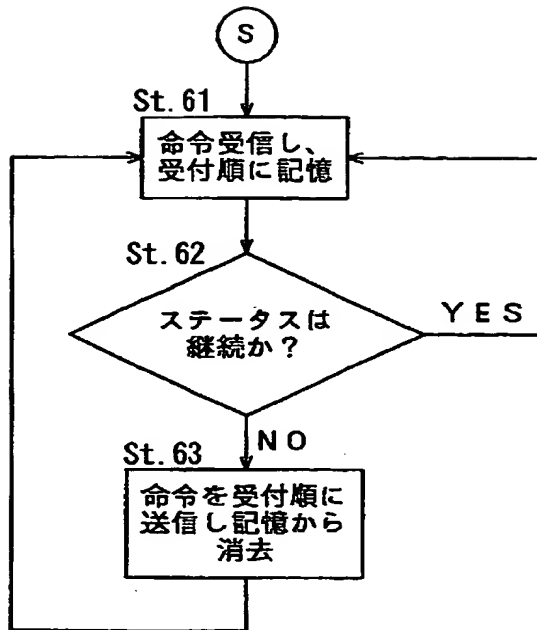 S
St.61
命令受信し、
受付順に記憶
St.62
ステータスは
継続か?
YES
NO
St.63
命令を受付順に
送信し記憶から
消去